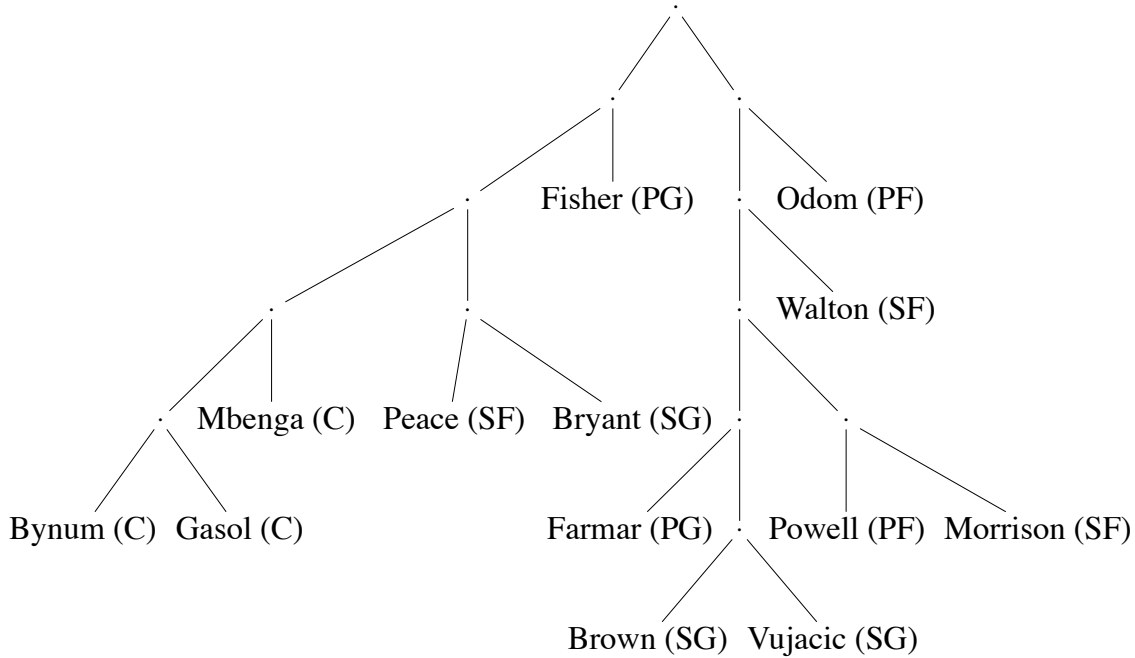 Fisher (PG) Odom (PF)
Walton (SF)
Mbenga (C) Peace (SF) Bryant (SG)
Bynum (C) Gasol (C) Farmar (PG) Powell (PF) Morrison (SF)
Brown (SG) Vujacic (SG)